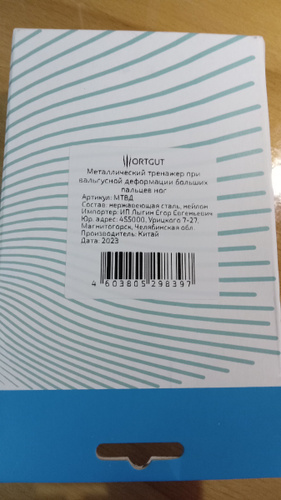 ORTGUT
Металлический тренажер при
вальгусной деформации больших
пальцев ног
Артикул: МТВД
Состав: нержавеющая сталь, нейлон
Импортер: ИП Лыгин Егор Евгеньевич
Юр. адрес: 455000, Урицкого 7-27,
Магнитогорск, Челябинская обл
Производитель: Китай
Дата: 2023
4 603805 298397